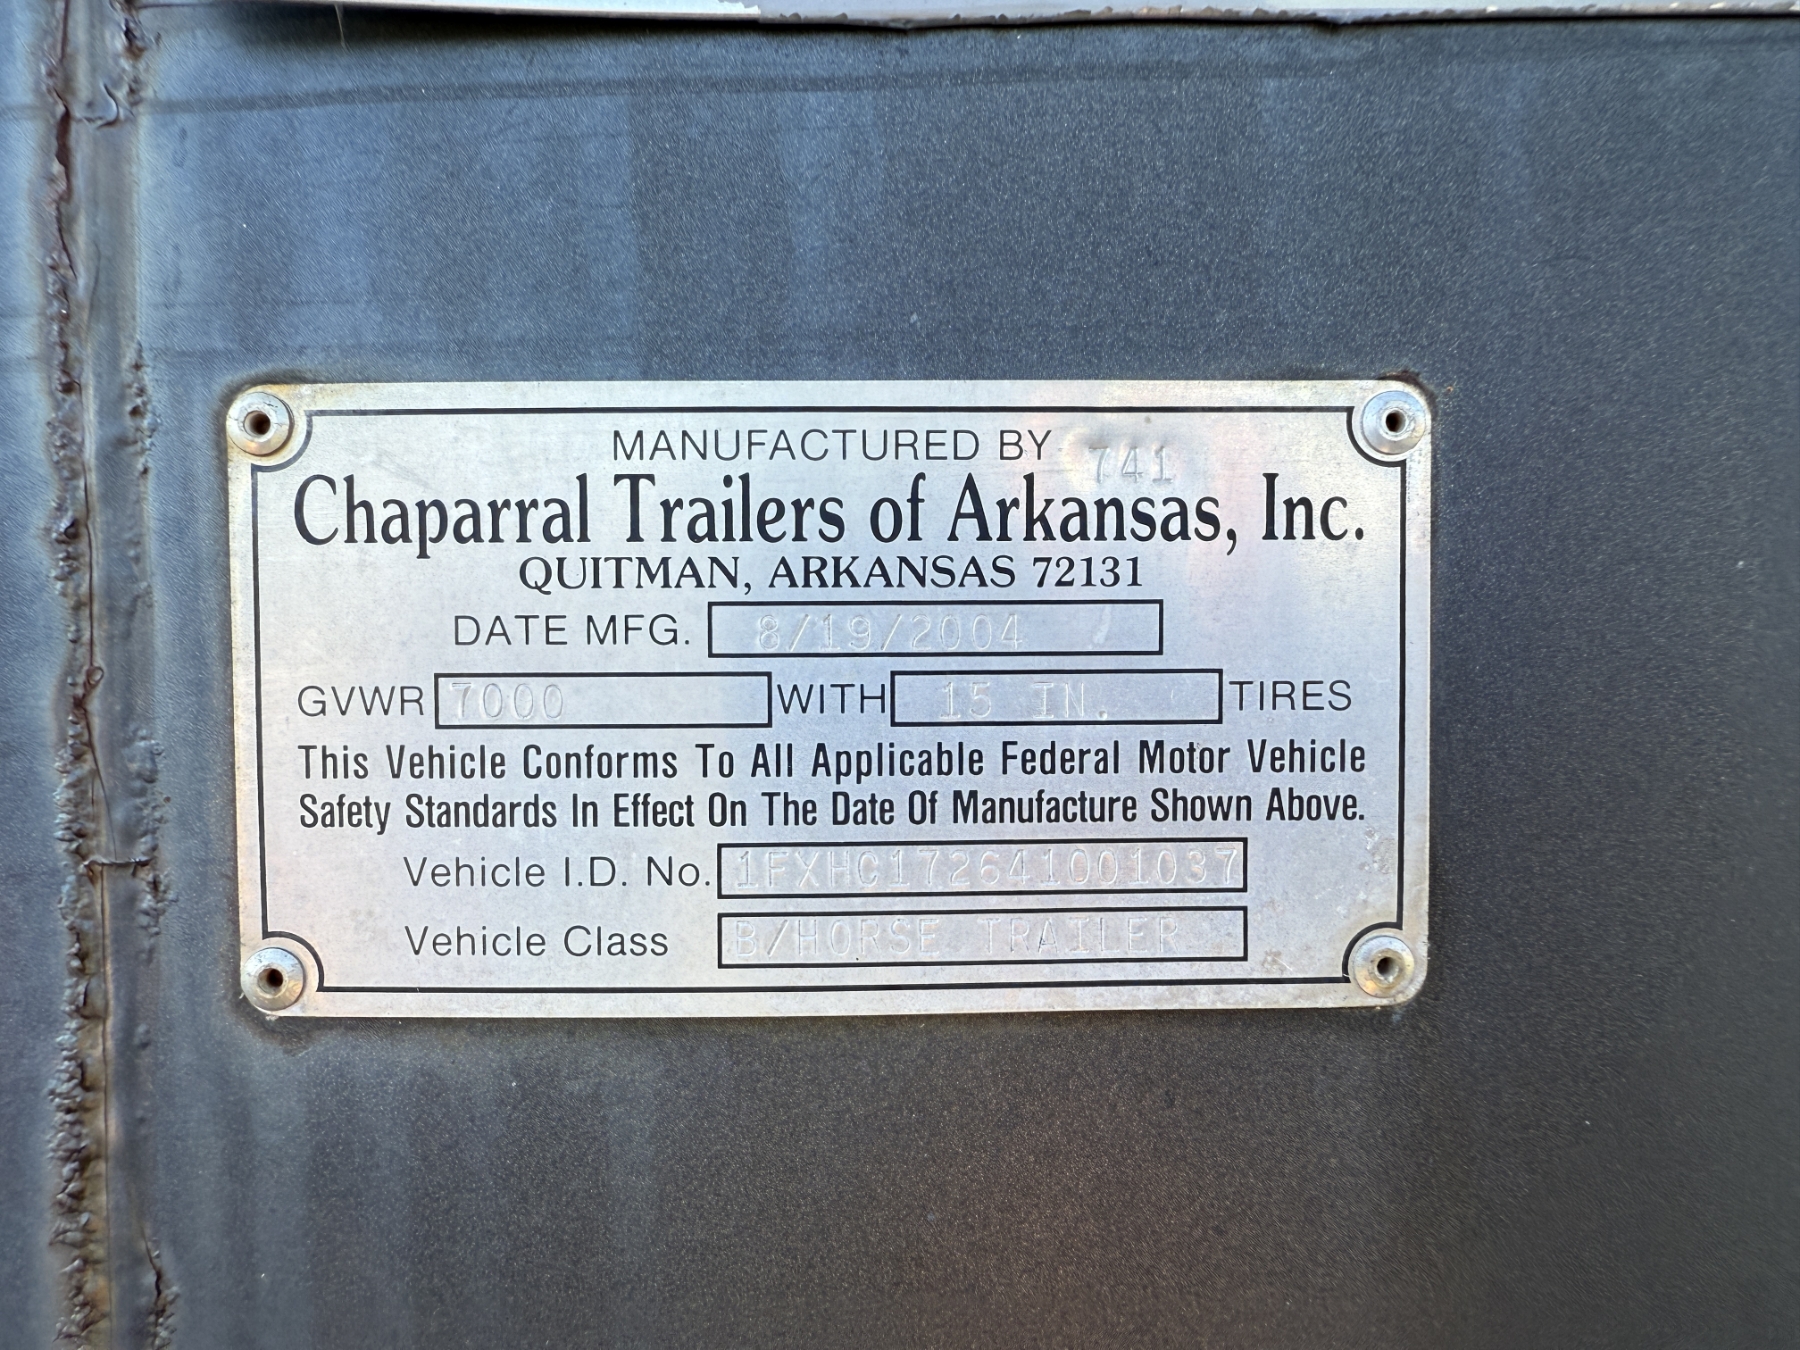 MANUFACTURED BY 741
Chaparral Trailers of Arkansas, Inc.
QUITMAN, ARKANSAS 72131
DATE MFG. 8/19/2004
GVWR 7000 WITH 15 IN. TIRES
This Vehicle Conforms To All Applicable Federal Motor Vehicle
Safety Standards In Effect On The Date Of Manufacture Shown Above.
Vehicle I.D. No. 1FXHC172641001037
Vehicle Class B/HORSE TRAILER